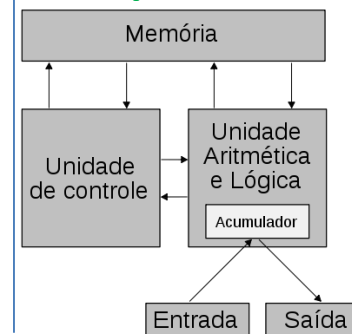 Memória
Unidade
de controle
Unidade
Aritmética
e Lógica
Acumulador
Entrada
Saída